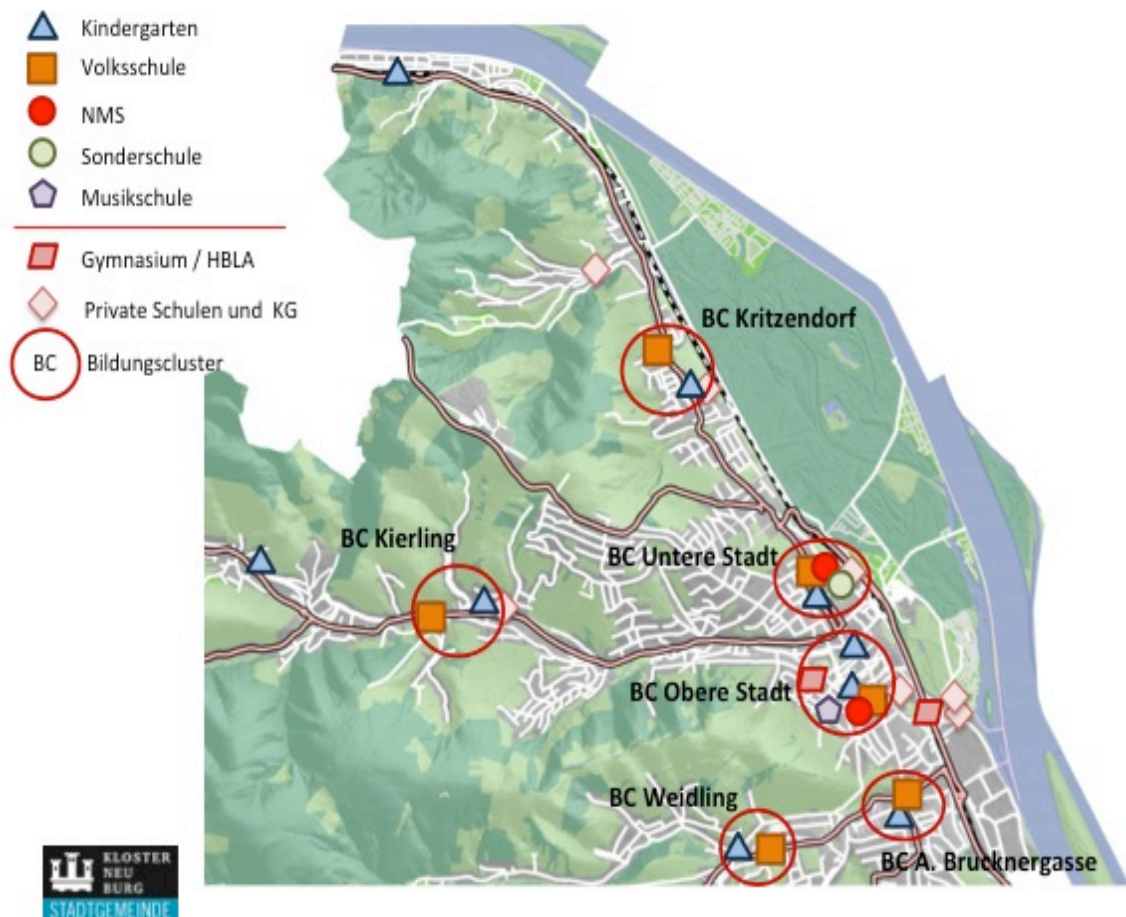 Kindergarten
Volksschule
NMS
Sonderschule
Musikschule
Gymnasium / HBLA
Private Schulen und KG
BC Bildungscluster
BC Kritzendorf
BC Kierling
BC Untere Stadt
BC Obere Stadt
BC Weidling
BC A. Brucknergasse
KLOSTER
NEU
BURG
STADTGEMEINDE